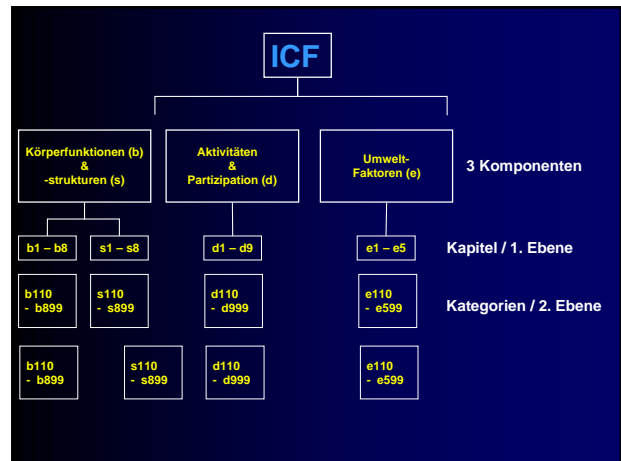 ICF
Körperfunktionen (b)
&
-strukturen (s)
Aktivitäten
&
Partizipation (d)
Umwelt-
Faktoren (e)
3 Komponenten
b1 – b8
s1 – s8
d1 – d9
e1 – e5
Kapitel / 1. Ebene
b110
- b899
s110
- s899
d110
- d999
e110
- e599
Kategorien / 2. Ebene
b110
- b899
s110
- s899
d110
- d999
e110
- e599